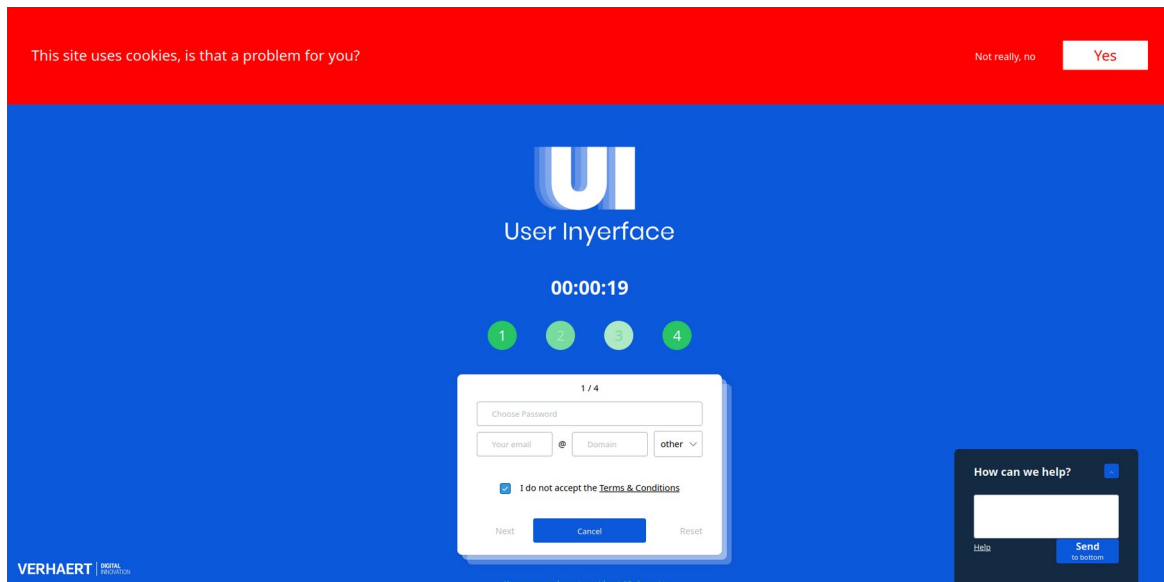 This site uses cookies, is that a problem for you?
Not really, no
Yes
UI
User Inyerface
00:00:19
1 2 3 4
1 / 4
Choose Password
Your email @ Domain other
I do not accept the Terms & Conditions
Next Cancel Reset
How can we help?
Help
Send
to bottom
VERHAERT DIGITAL
INNOVATION